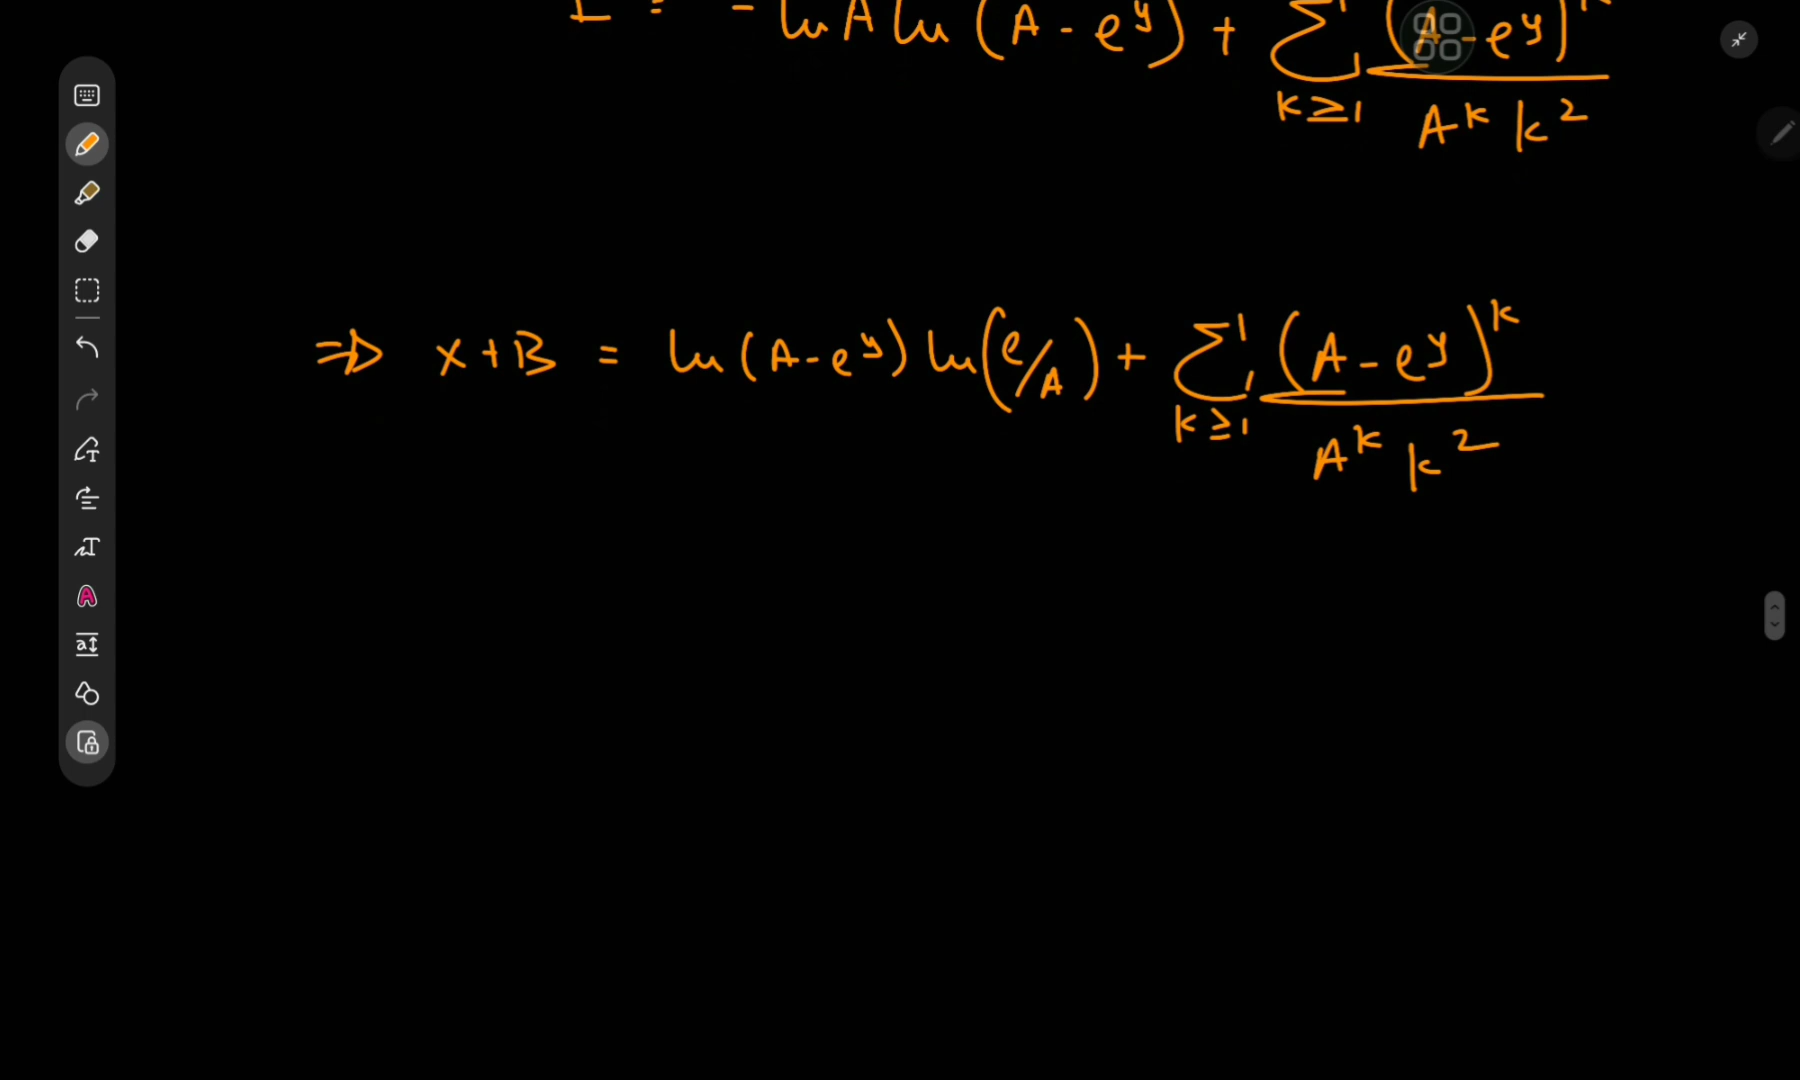 I = - ln A ln (A - e^y) + ∑_{k≥1} (A - e^y)^k / A^k k^2
⇒ x + B = ln (A - e^y) ln (e/A) + ∑_{k≥1} (A - e^y)^k / A^k k^2